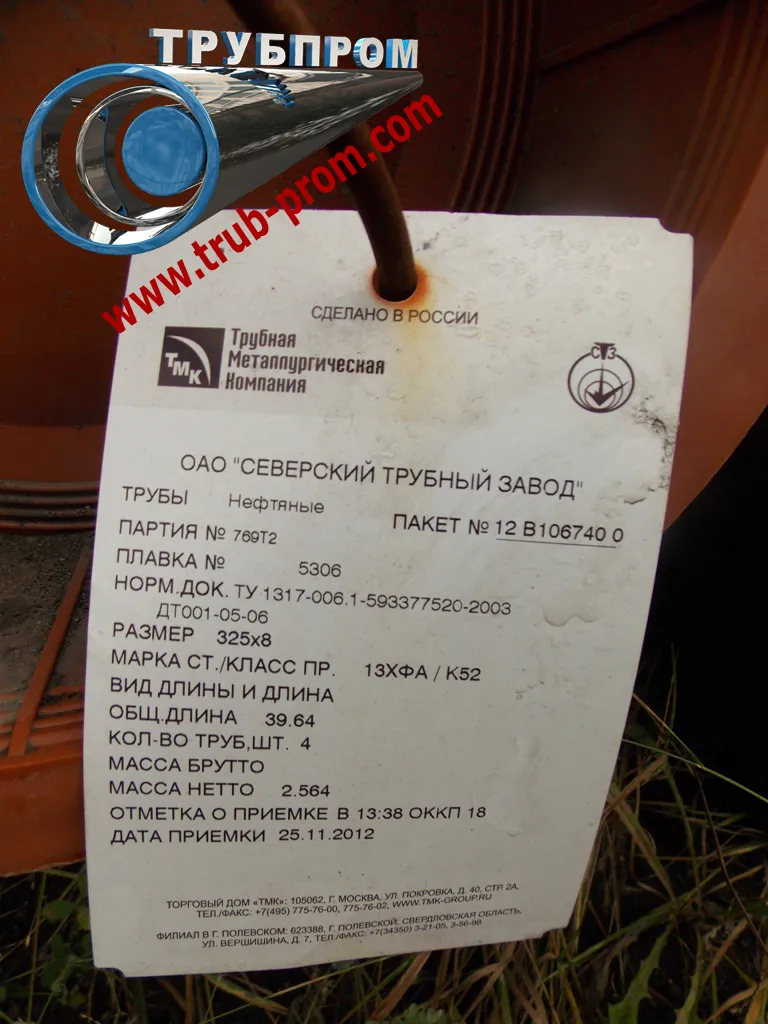 ТРУБПРОМ
www.trub-prom.com
СДЕЛАНО В РОССИИ
ТМК
Трубная
Металлургическая
Компания
СТЗ
ОАО "СЕВЕРСКИЙ ТРУБНЫЙ ЗАВОД"
ТРУБЫ Нефтяные
ПАКЕТ № 12 В106740 0
ПАРТИЯ № 769Т2
ПЛАВКА № 5306
НОРМ.ДОК. ТУ 1317-006.1-593377520-2003
ДТ001-05-06
РАЗМЕР 325х8
МАРКА СТ./КЛАСС ПР. 13ХФА / К52
ВИД ДЛИНЫ И ДЛИНА
ОБЩ.ДЛИНА 39.64
КОЛ-ВО ТРУБ,ШТ. 4
МАССА БРУТТО
МАССА НЕТТО 2.564
ОТМЕТКА О ПРИЕМКЕ В 13:38 ОККП 18
ДАТА ПРИЕМКИ 25.11.2012
ТОРГОВЫЙ ДОМ «ТМК»: 105062, Г. МОСКВА, УЛ. ПОКРОВКА, Д. 40, СТР. 2А,
ТЕЛ./ФАКС: +7(495) 775-76-00, 775-76-02, WWW.TMK-GROUP.RU
ФИЛИАЛ В Г. ПОЛЕВСКОМ: 623388, Г. ПОЛЕВСКОЙ, СВЕРДЛОВСКАЯ ОБЛАСТЬ,
УЛ. ВЕРШИШИНА, Д. 7, ТЕЛ./ФАКС: +7(34350) 3-21-05, 3-56-98